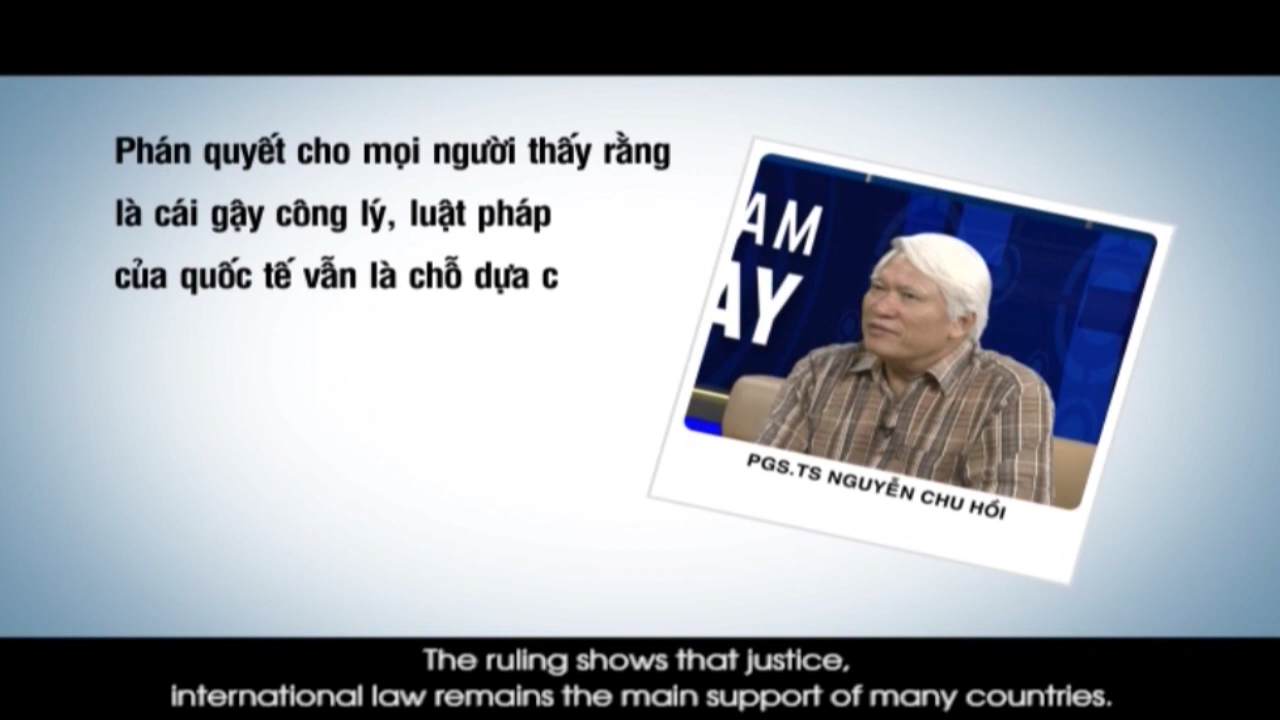 Phán quyết cho mọi người thấy rằng
là cái gậy công lý, luật pháp
của quốc tế vẫn là chỗ dựa c
AM
AY
PGS.TS NGUYỄN CHU HỒI
The ruling shows that justice,
international law remains the main support of many countries.